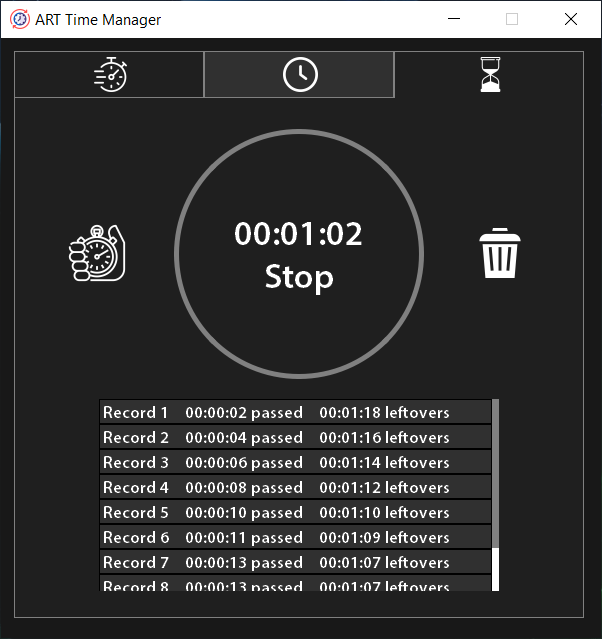 ART Time Manager
00:01:02
Stop
Record 1 00:00:02 passed 00:01:18 leftovers
Record 2 00:00:04 passed 00:01:16 leftovers
Record 3 00:00:06 passed 00:01:14 leftovers
Record 4 00:00:08 passed 00:01:12 leftovers
Record 5 00:00:10 passed 00:01:10 leftovers
Record 6 00:00:11 passed 00:01:09 leftovers
Record 7 00:00:13 passed 00:01:07 leftovers
Record 8 00:00:13 passed 00:01:07 leftovers